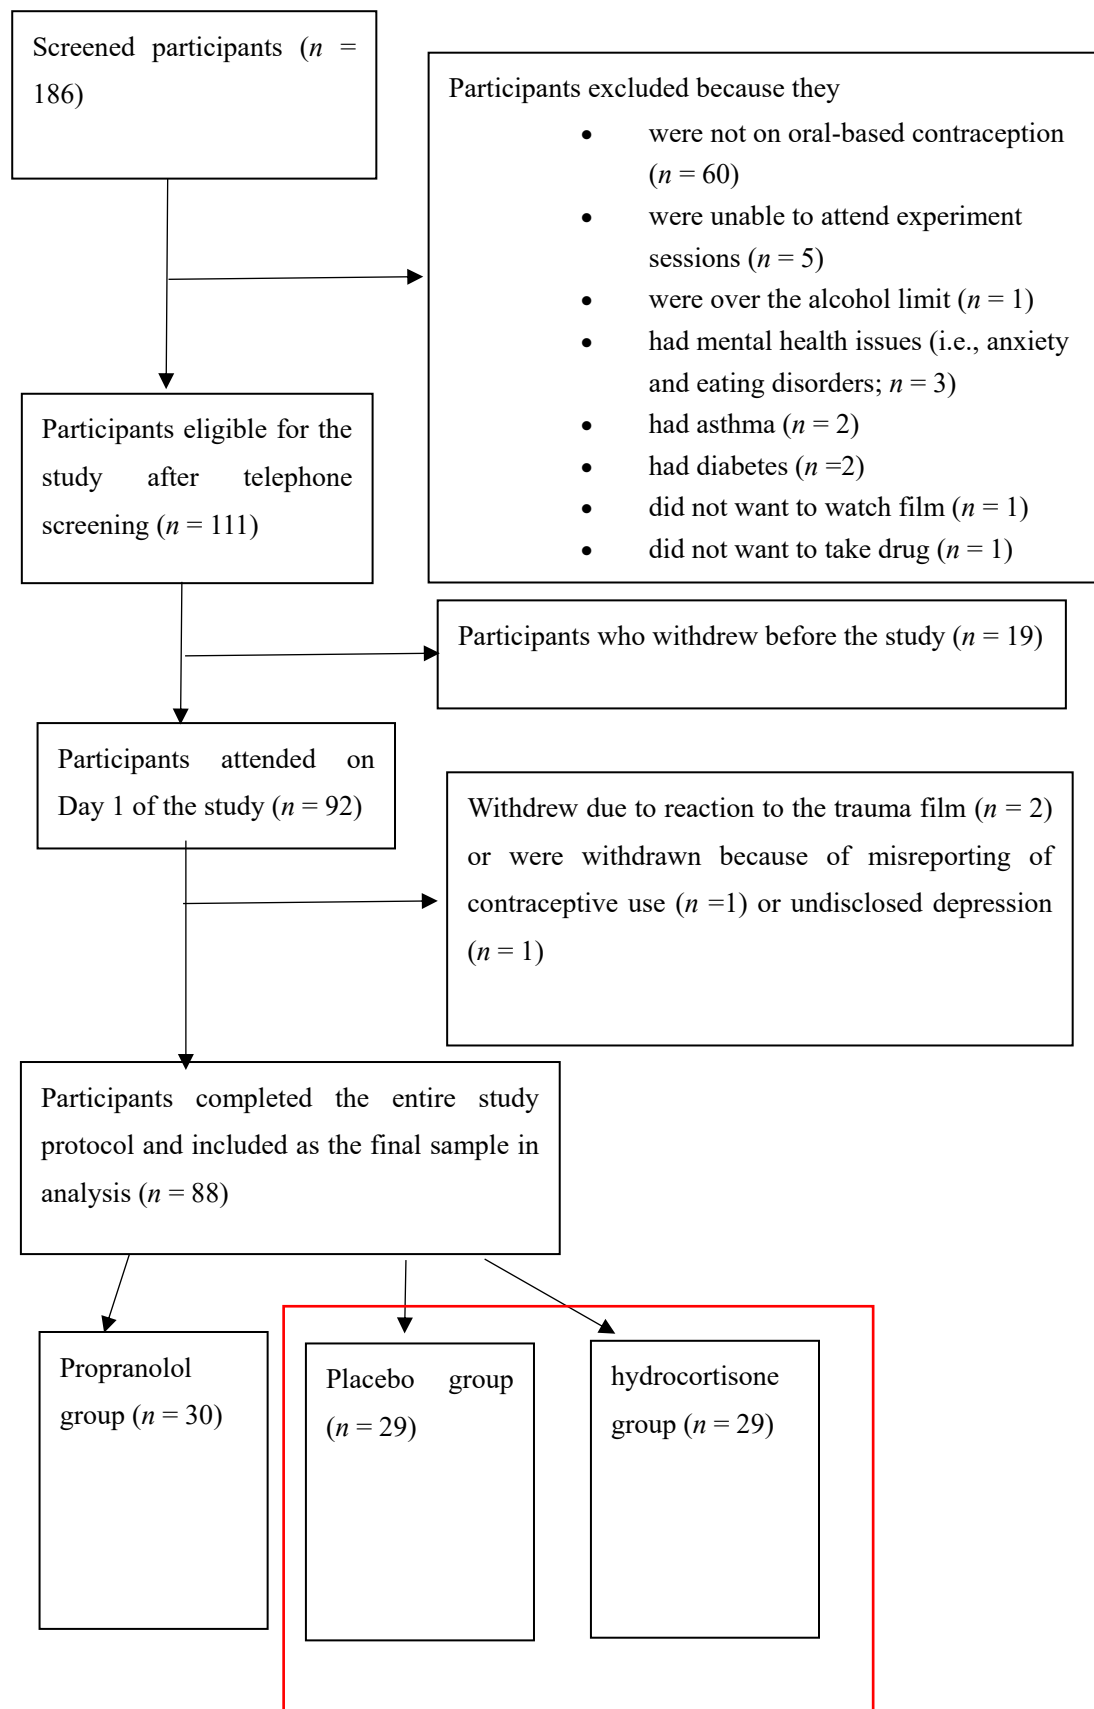 Screened participants (n =
186)
Participants excluded because they
• were not on oral-based contraception
(n = 60)
• were unable to attend experiment
sessions (n = 5)
• were over the alcohol limit (n = 1)
• had mental health issues (i.e., anxiety
and eating disorders; n = 3)
• had asthma (n = 2)
• had diabetes (n =2)
• did not want to watch film (n = 1)
• did not want to take drug (n = 1)
Participants eligible for the
study after telephone
screening (n = 111)
Participants who withdrew before the study (n = 19)
Participants attended on
Day 1 of the study (n = 92)
Withdrew due to reaction to the trauma film (n = 2)
or were withdrawn because of misreporting of
contraceptive use (n =1) or undisclosed depression
(n = 1)
Participants completed the entire study
protocol and included as the final sample in
analysis (n = 88)
Propranolol
group (n = 30)
Placebo group
(n = 29)
hydrocortisone
group (n = 29)